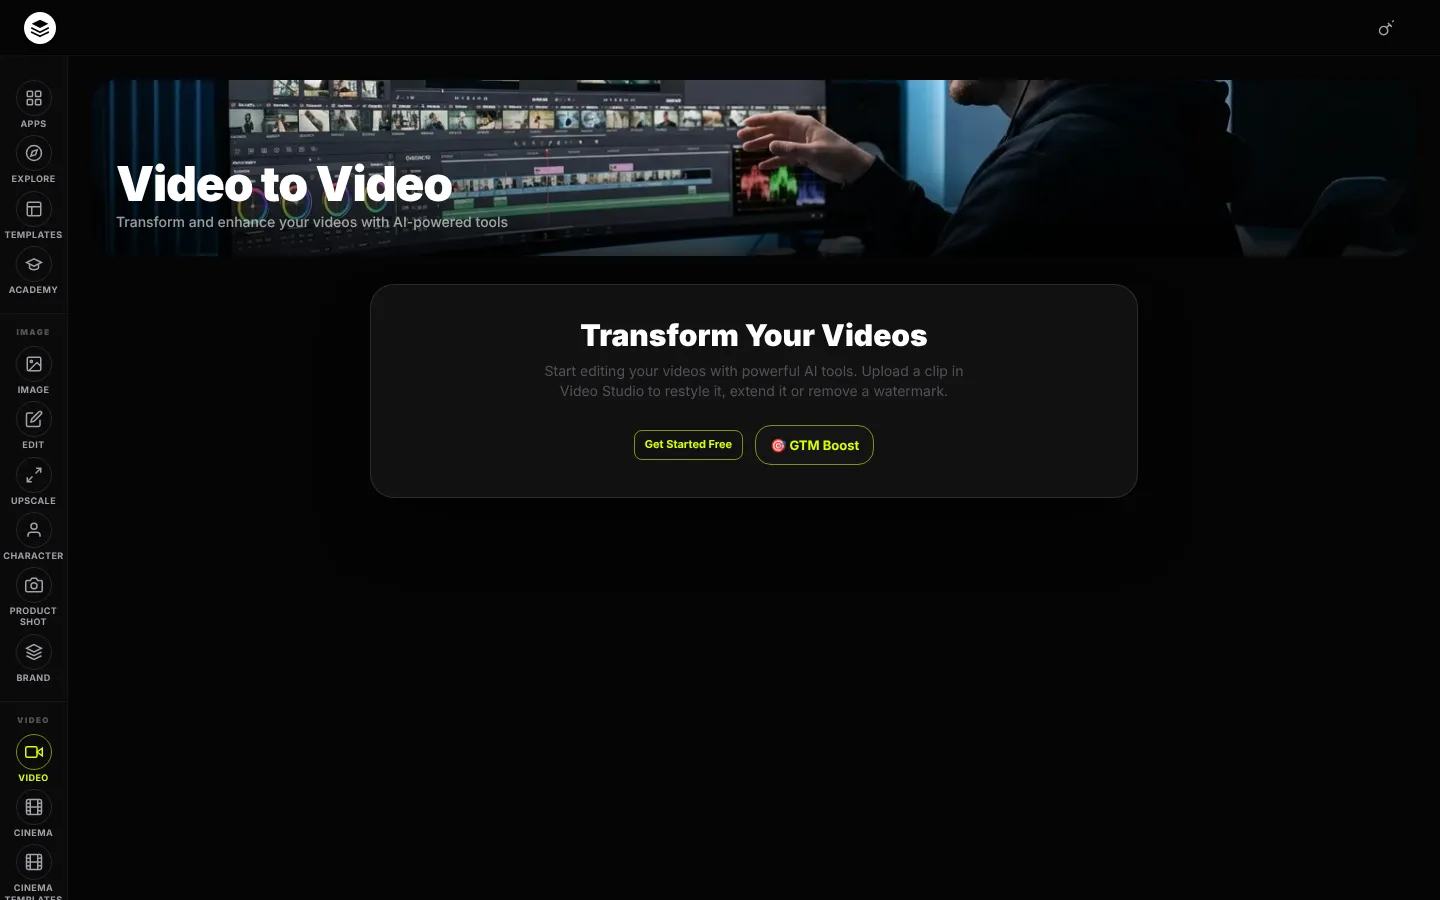 APPS
EXPLORE
TEMPLATES
ACADEMY
IMAGE
IMAGE
EDIT
UPSCALE
CHARACTER
PRODUCT
SHOT
BRAND
VIDEO
VIDEO
CINEMA
CINEMA
TEMPLATES
Video to Video
Transform and enhance your videos with AI-powered tools
Transform Your Videos
Start editing your videos with powerful AI tools. Upload a clip in
Video Studio to restyle it, extend it or remove a watermark.
Get Started Free
🎯 GTM Boost